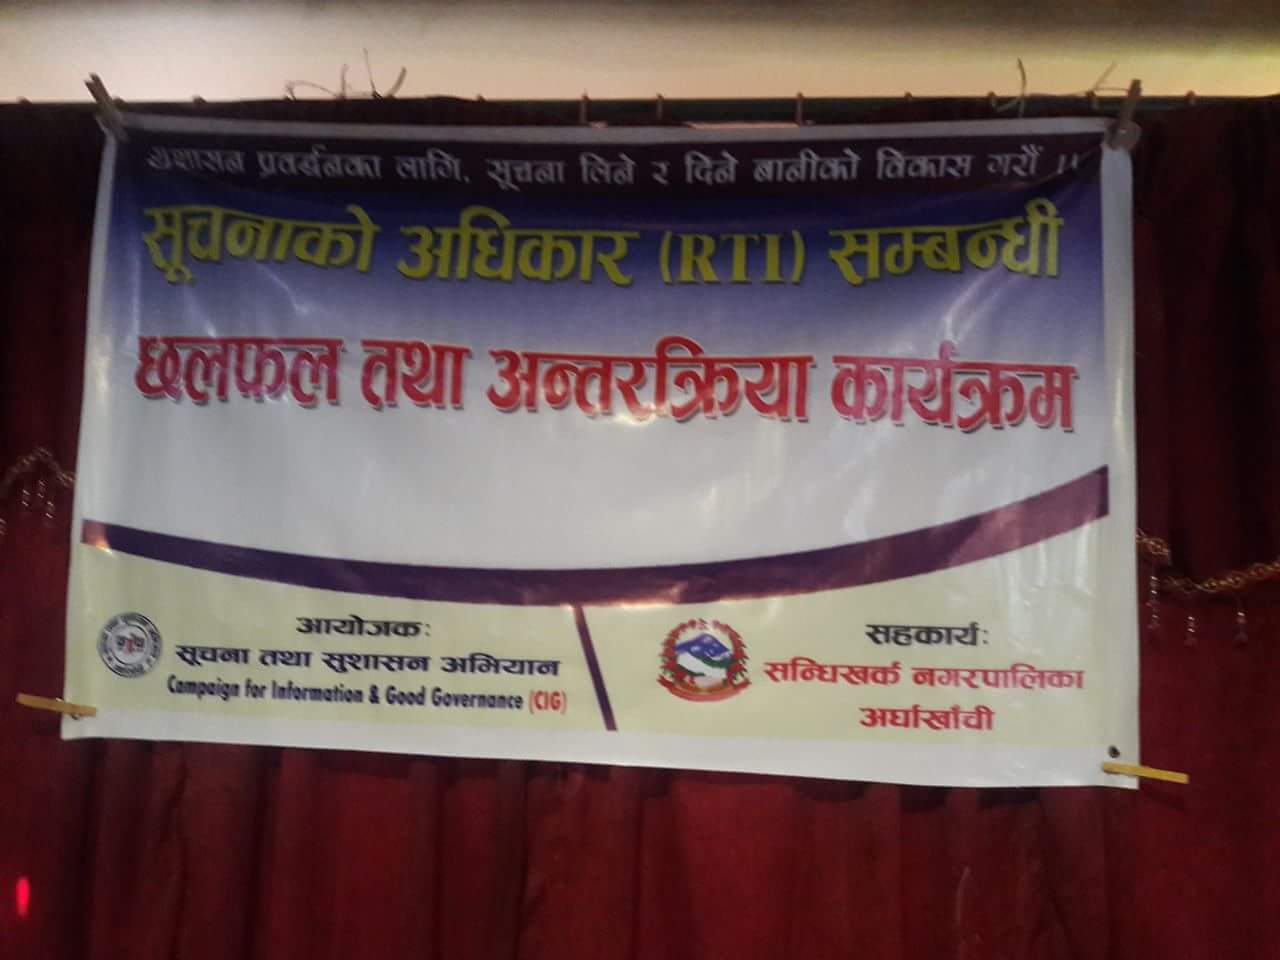 सुशासन प्रवर्द्धनका लागि, सूचना लिने र दिने बानीको विकास गरौं ।।
सूचनाको अधिकार (RTI) सम्बन्धी
छलफल तथा अन्तरक्रिया कार्यक्रम
आयोजकः
सूचना तथा सुशासन अभियान
Campaign for Information & Good Governance (CIG)
सहकार्यः
सन्धिखर्क नगरपालिका
अर्घाखाँची